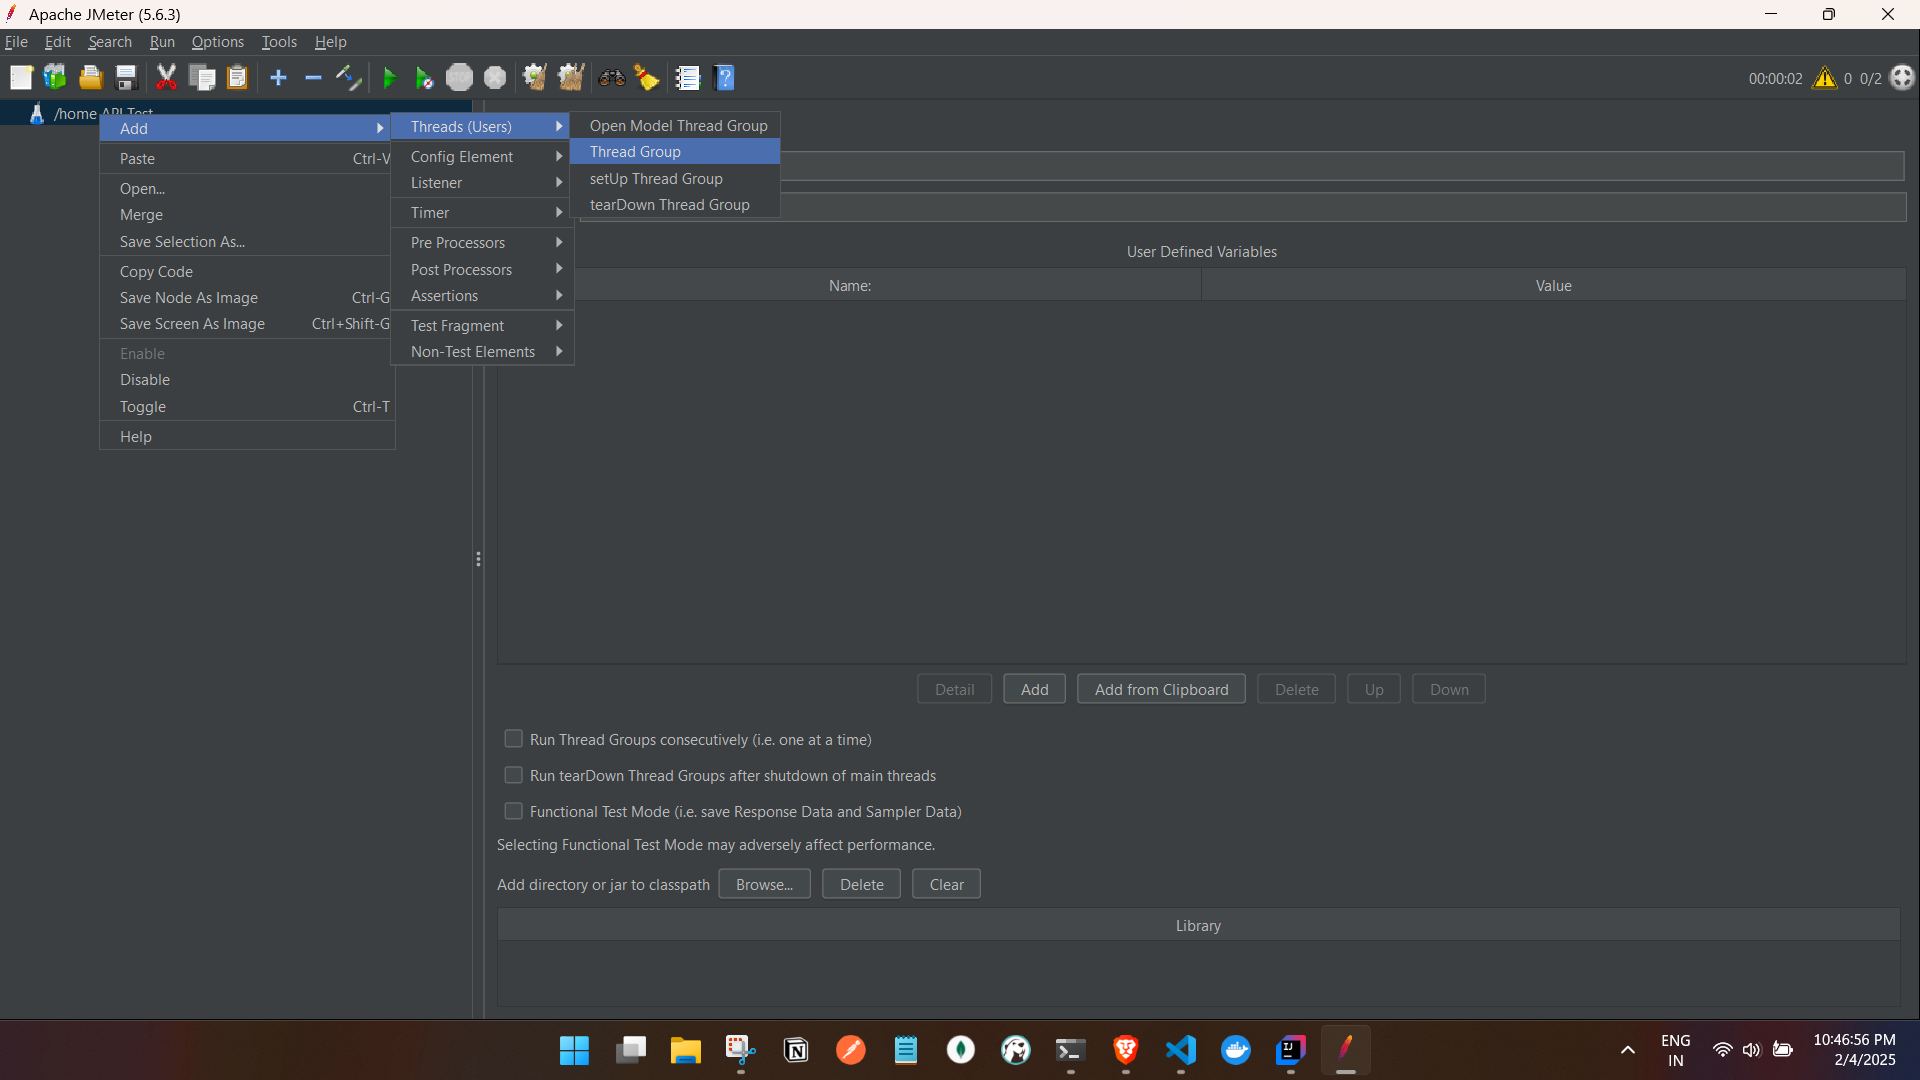 Apache JMeter (5.6.3)
File Edit Search Run Options Tools Help
STOP
00:00:02 0 0/2
/home API Test
Add
Paste Ctrl-V
Open...
Merge
Save Selection As...
Copy Code
Save Node As Image Ctrl-G
Save Screen As Image Ctrl+Shift-G
Enable
Disable
Toggle Ctrl-T
Help
Threads (Users)
Config Element
Listener
Timer
Pre Processors
Post Processors
Assertions
Test Fragment
Non-Test Elements
Open Model Thread Group
Thread Group
setUp Thread Group
tearDown Thread Group
User Defined Variables
Name: Value
Detail Add Add from Clipboard Delete Up Down
Run Thread Groups consecutively (i.e. one at a time)
Run tearDown Thread Groups after shutdown of main threads
Functional Test Mode (i.e. save Response Data and Sampler Data)
Selecting Functional Test Mode may adversely affect performance.
Add directory or jar to classpath Browse... Delete Clear
Library
ENG
IN
10:46:56 PM
2/4/2025